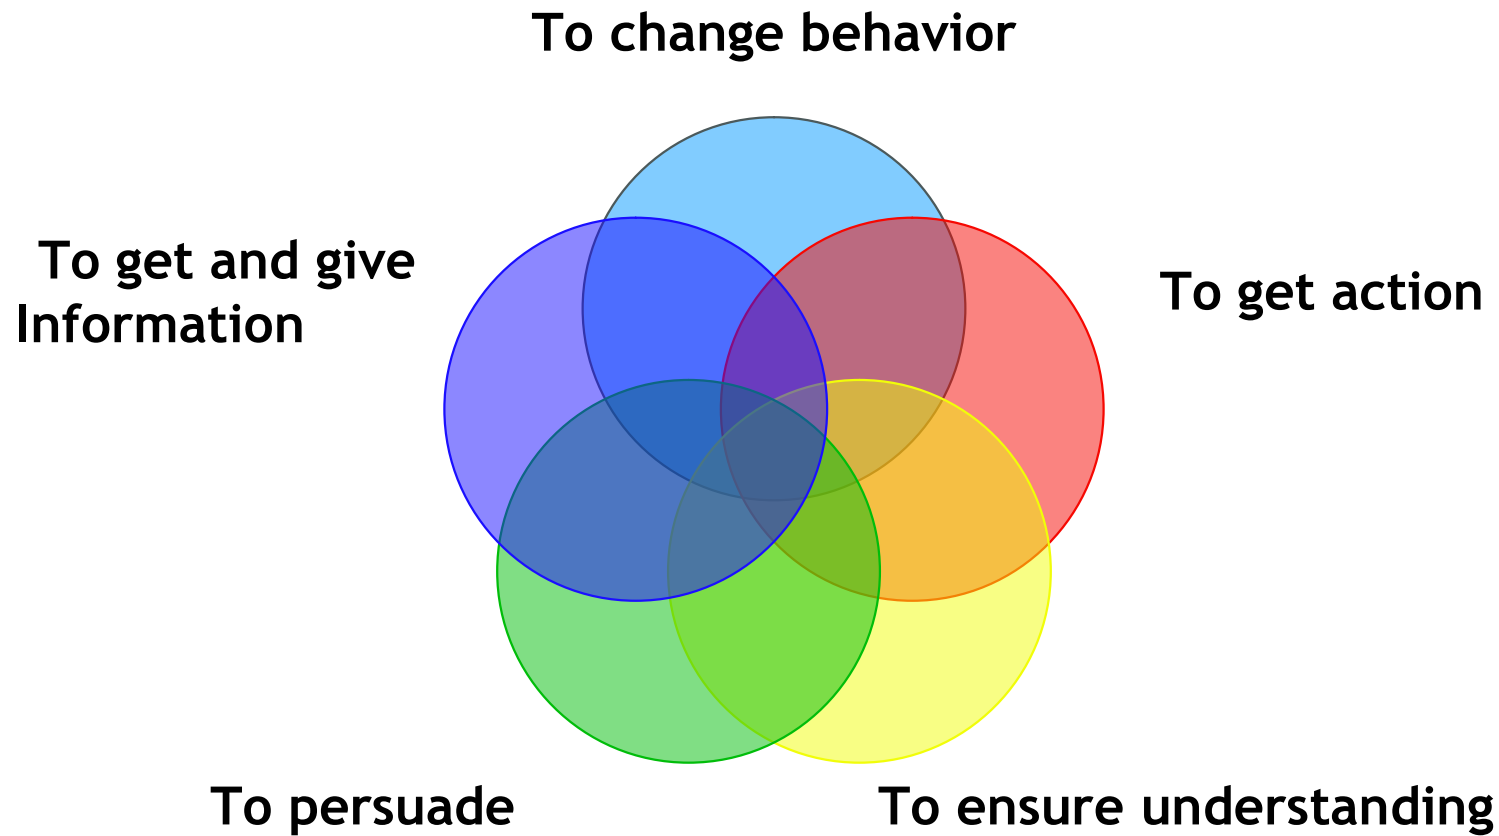 To change behavior
To get and give
Information
To get action
To persuade
To ensure understanding